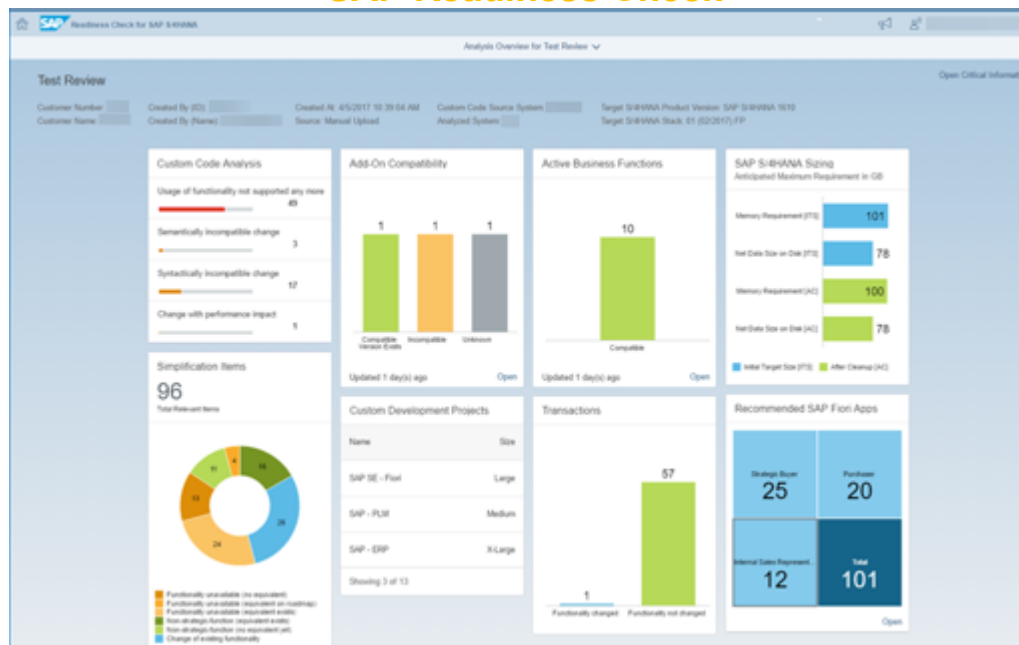 SAP Readiness Check
SAP Readiness Check for SAP S/4HANA
Analysis Overview for Test Review
Test Review
Open Critical Informat
Customer Number:
Created By (ID):
Created At: 4/5/2017 10:39:04 AM
Custom Code Source System:
Target S/4HANA Product Version: SAP S/4HANA 1610
Customer Name:
Created By (Name):
Source: Manual Upload
Analyzed System:
Target S/4HANA Stack: 01 (02/2017) FP
Custom Code Analysis
Usage of functionality not supported any more
49
Semantically incompatible change
3
Syntactically incompatible change
17
Change with performance impact
1
Add-On Compatibility
1 1 1
Compatible Version Exists
Incompatible
Unknown
Updated 1 day(s) ago
Open
Active Business Functions
10
Compatible
Updated 1 day(s) ago
Open
SAP S/4HANA Sizing
Anticipated Maximum Requirement in GB
Memory Requirement [ITS] 101
Net Data Size on Disk [ITS] 78
Memory Requirement [AC] 100
Net Data Size on Disk [AC] 78
Initial Target Size [ITS]
After Cleanup [AC]
Simplification Items
96
Total Relevant Items
4
11
13
24
28
Functionality unavailable (no equivalent)
Functionality unavailable (equivalent on roadmap)
Functionality unavailable (equivalent exists)
Non-strategic-function (equivalent exists)
Non-strategic-function (no equivalent yet)
Change of existing functionality
Custom Development Projects
Name Size
SAP SE - Fiori Large
SAP - PLM Medium
SAP - ERP X-Large
Showing 3 of 13
Transactions
1
57
Functionality changed
Functionality not changed
Recommended SAP Fiori Apps
Strategic Buyer
25
Purchaser
20
Internal Sales Represent...
12
Total
101
Open